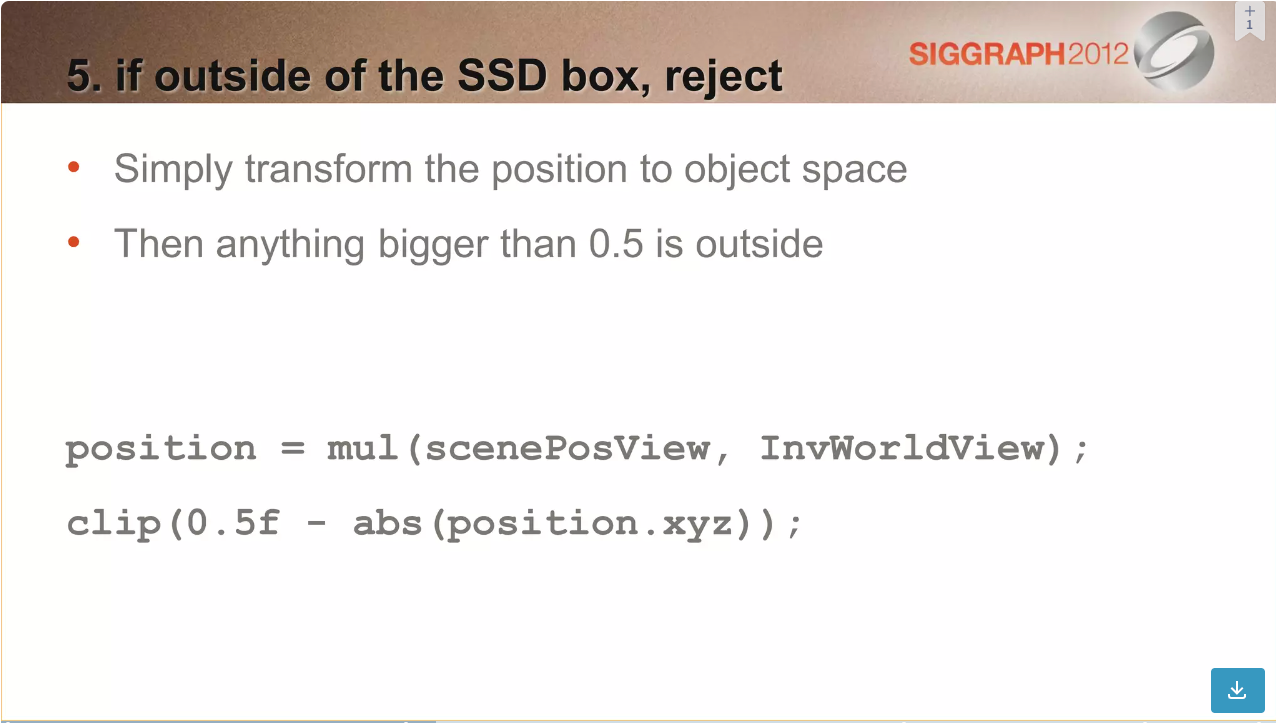 +
1
SIGGRAPH2012
5. if outside of the SSD box, reject
• Simply transform the position to object space
• Then anything bigger than 0.5 is outside
position = mul(scenePosView, InvWorldView);
clip(0.5f - abs(position.xyz));